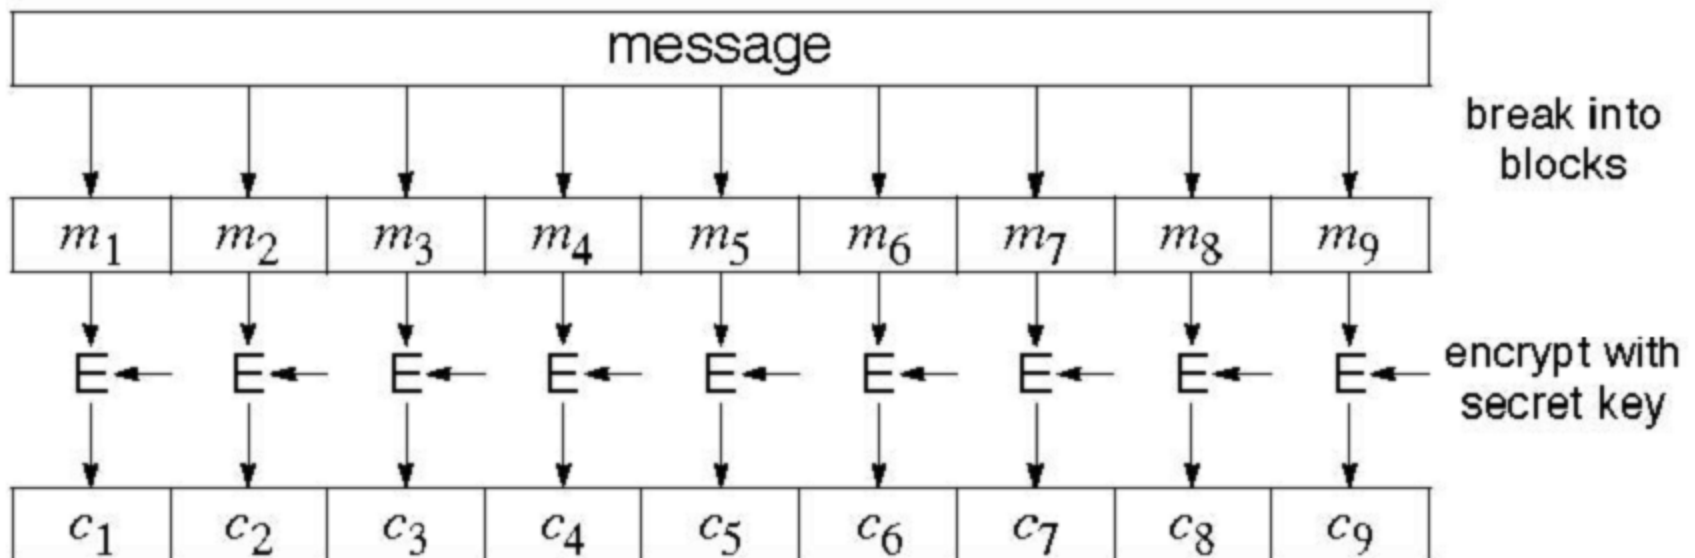 message
break into
blocks
m1 m2 m3 m4 m5 m6 m7 m8 m9
E E E E E E E E E
encrypt with
secret key
c1 c2 c3 c4 c5 c6 c7 c8 c9